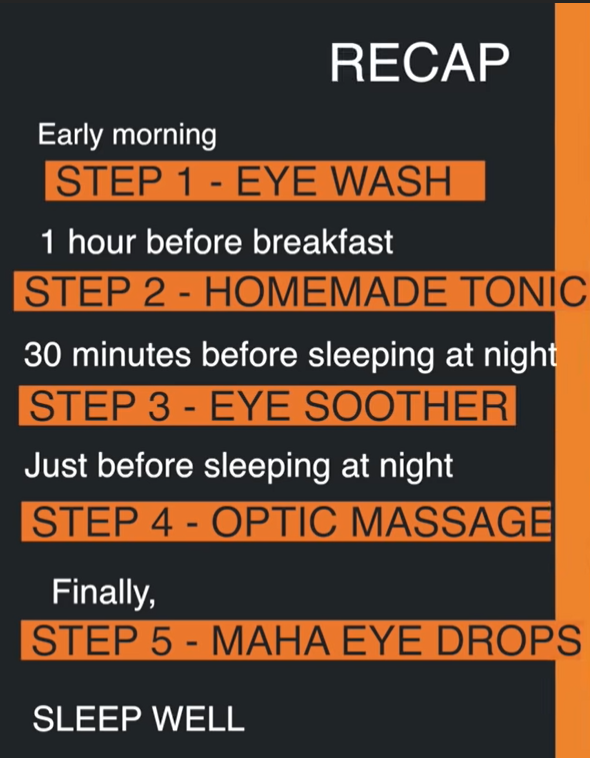 RECAP
Early morning
STEP 1 - EYE WASH
1 hour before breakfast
STEP 2 - HOMEMADE TONIC
30 minutes before sleeping at night
STEP 3 - EYE SOOTHER
Just before sleeping at night
STEP 4 - OPTIC MASSAGE
Finally,
STEP 5 - MAHA EYE DROPS
SLEEP WELL